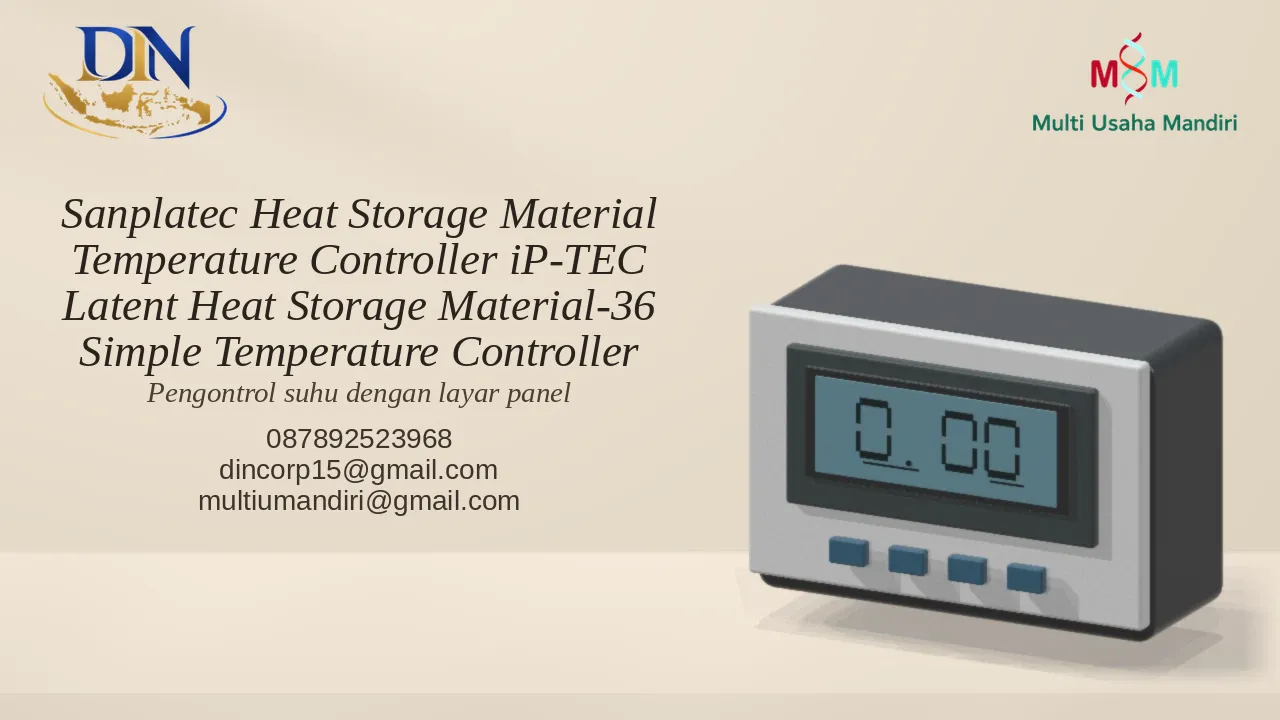 DN
M M
Multi Usaha Mandiri
Sanplatec Heat Storage Material
Temperature Controller iP-TEC
Latent Heat Storage Material-36
Simple Temperature Controller
Pengontrol suhu dengan layar panel
087892523968
dincorp15@gmail.com
multiumandiri@gmail.com
0.00